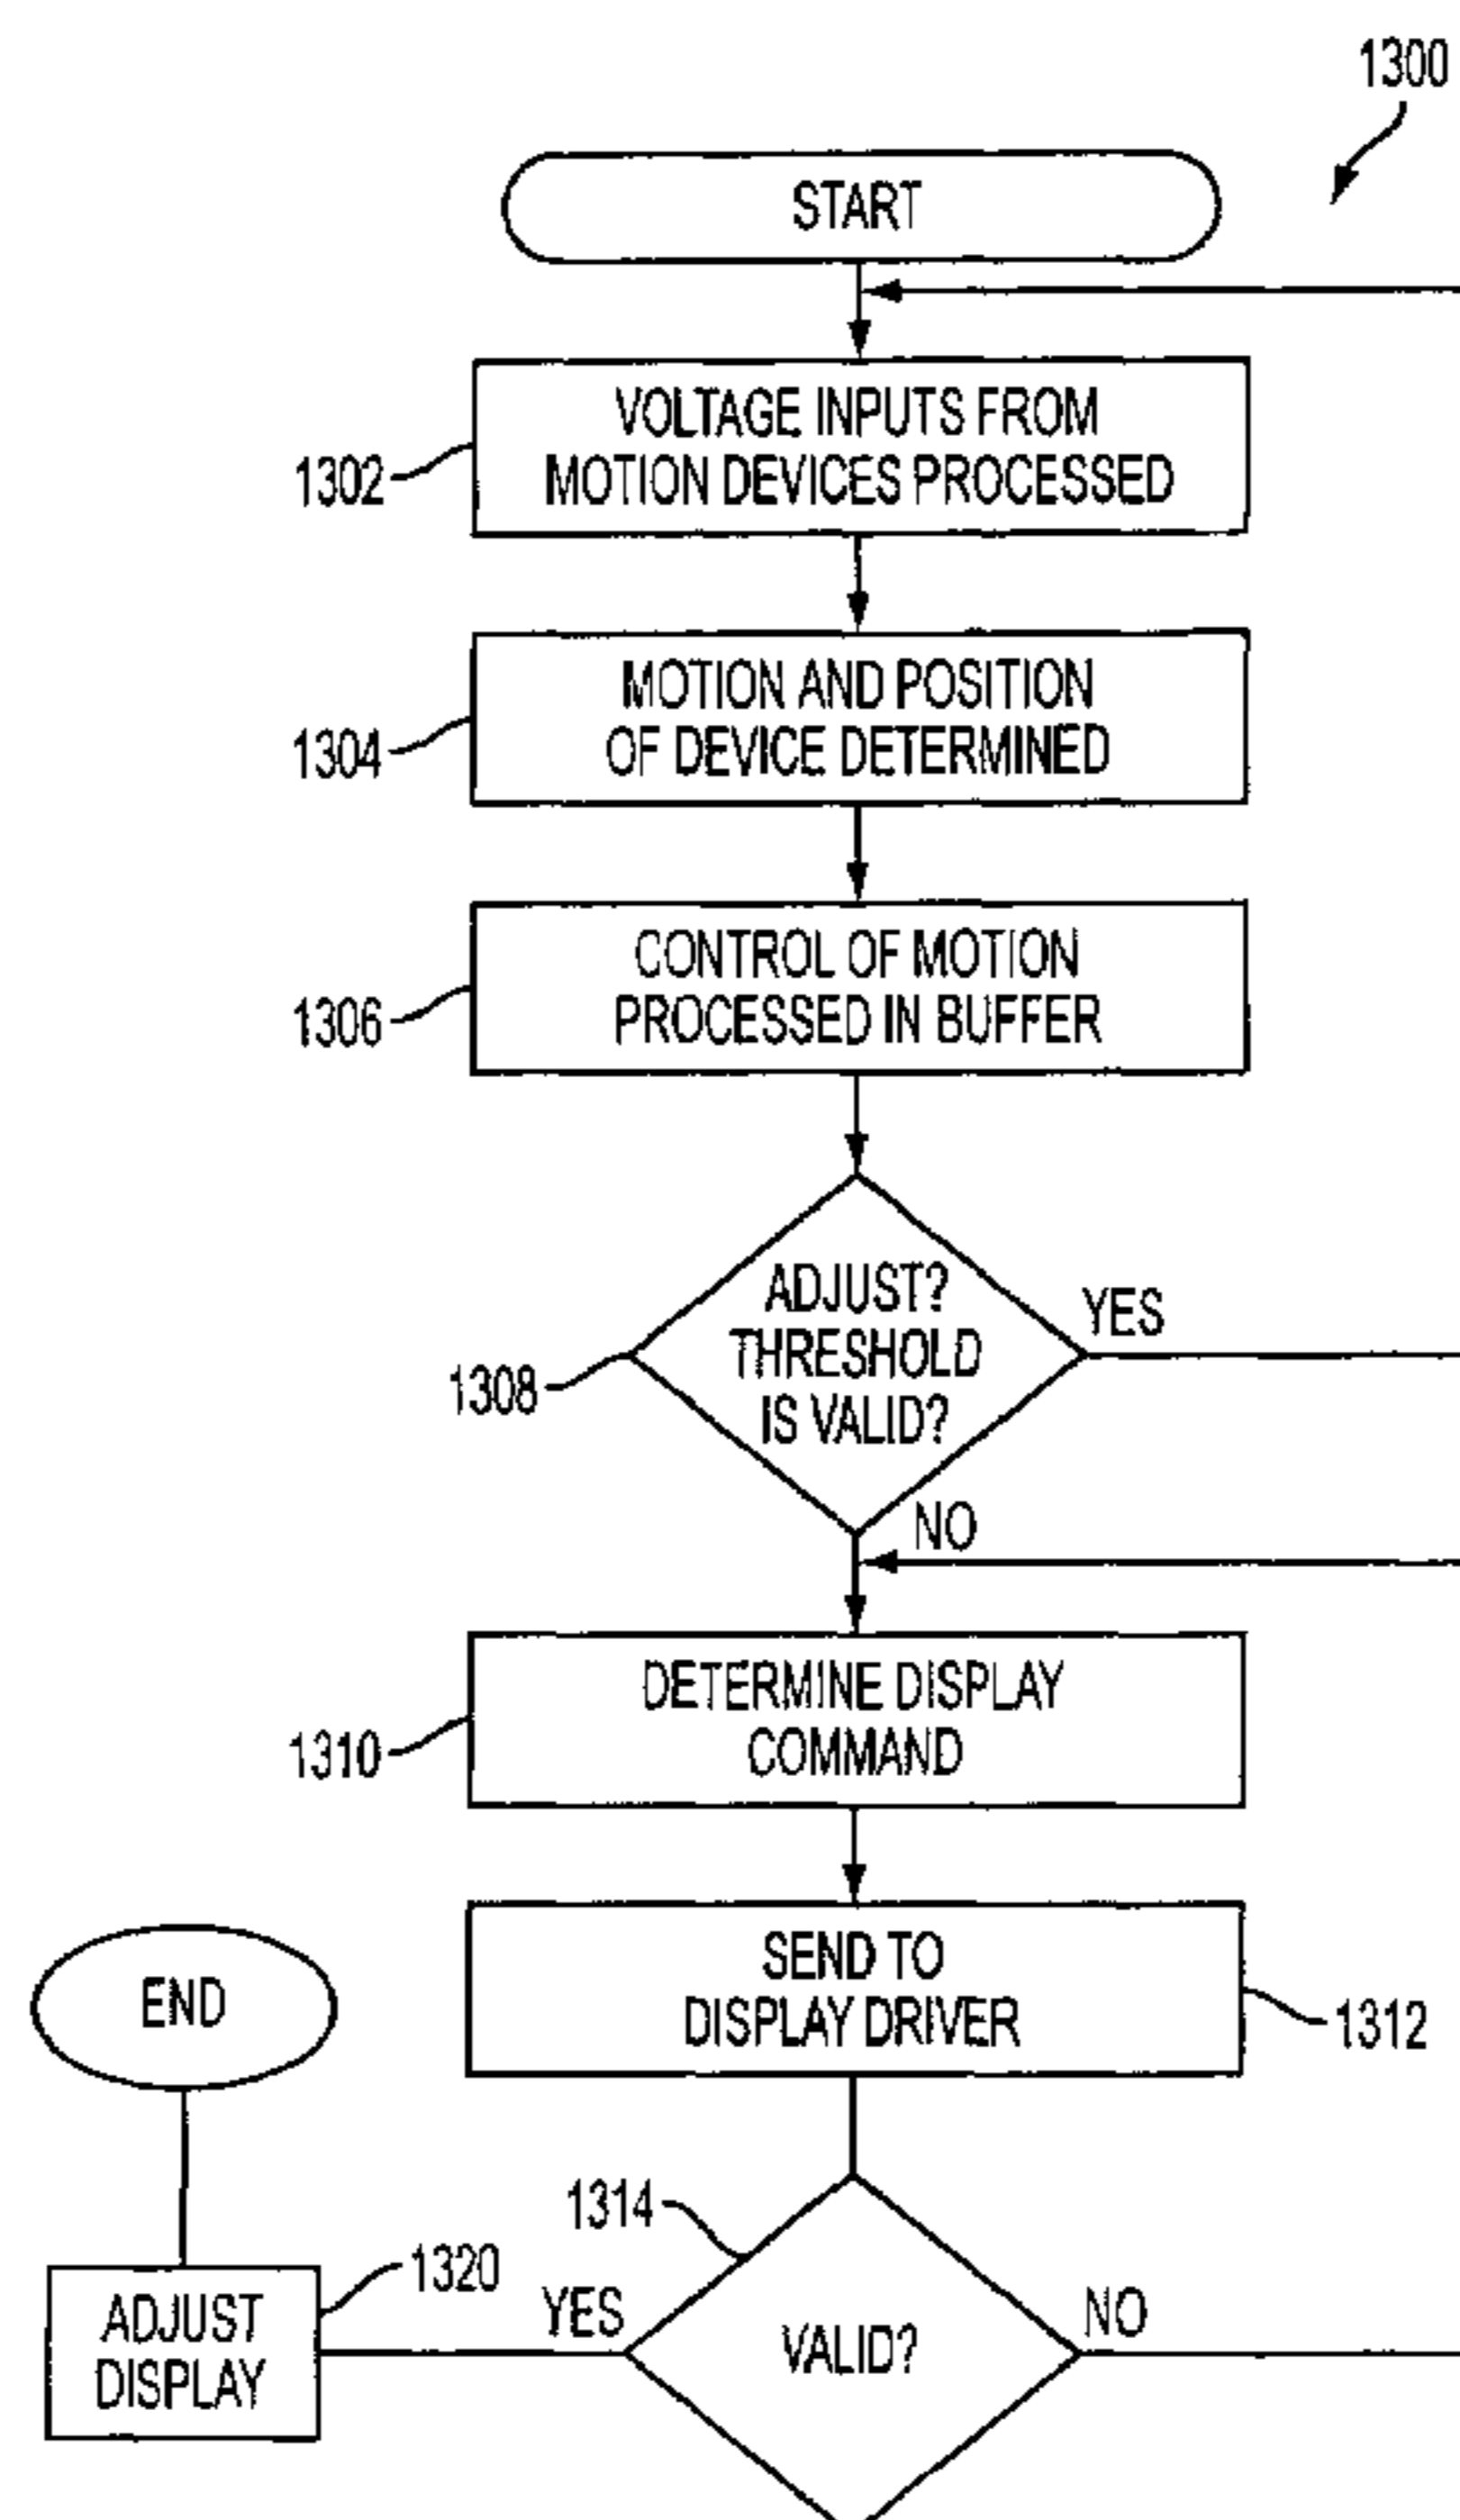 1300
START
VOLTAGE INPUTS FROM
MOTION DEVICES PROCESSED
1302
MOTION AND POSITION
OF DEVICE DETERMINED
1304
CONTROL OF MOTION
PROCESSED IN BUFFER
1306
ADJUST?
THRESHOLD
IS VALID?
YES
1308
NO
DETERMINE DISPLAY
COMMAND
1310
SEND TO
DISPLAY DRIVER
1312
END
1314
1320
ADJUST
DISPLAY
YES
VALID?
NO